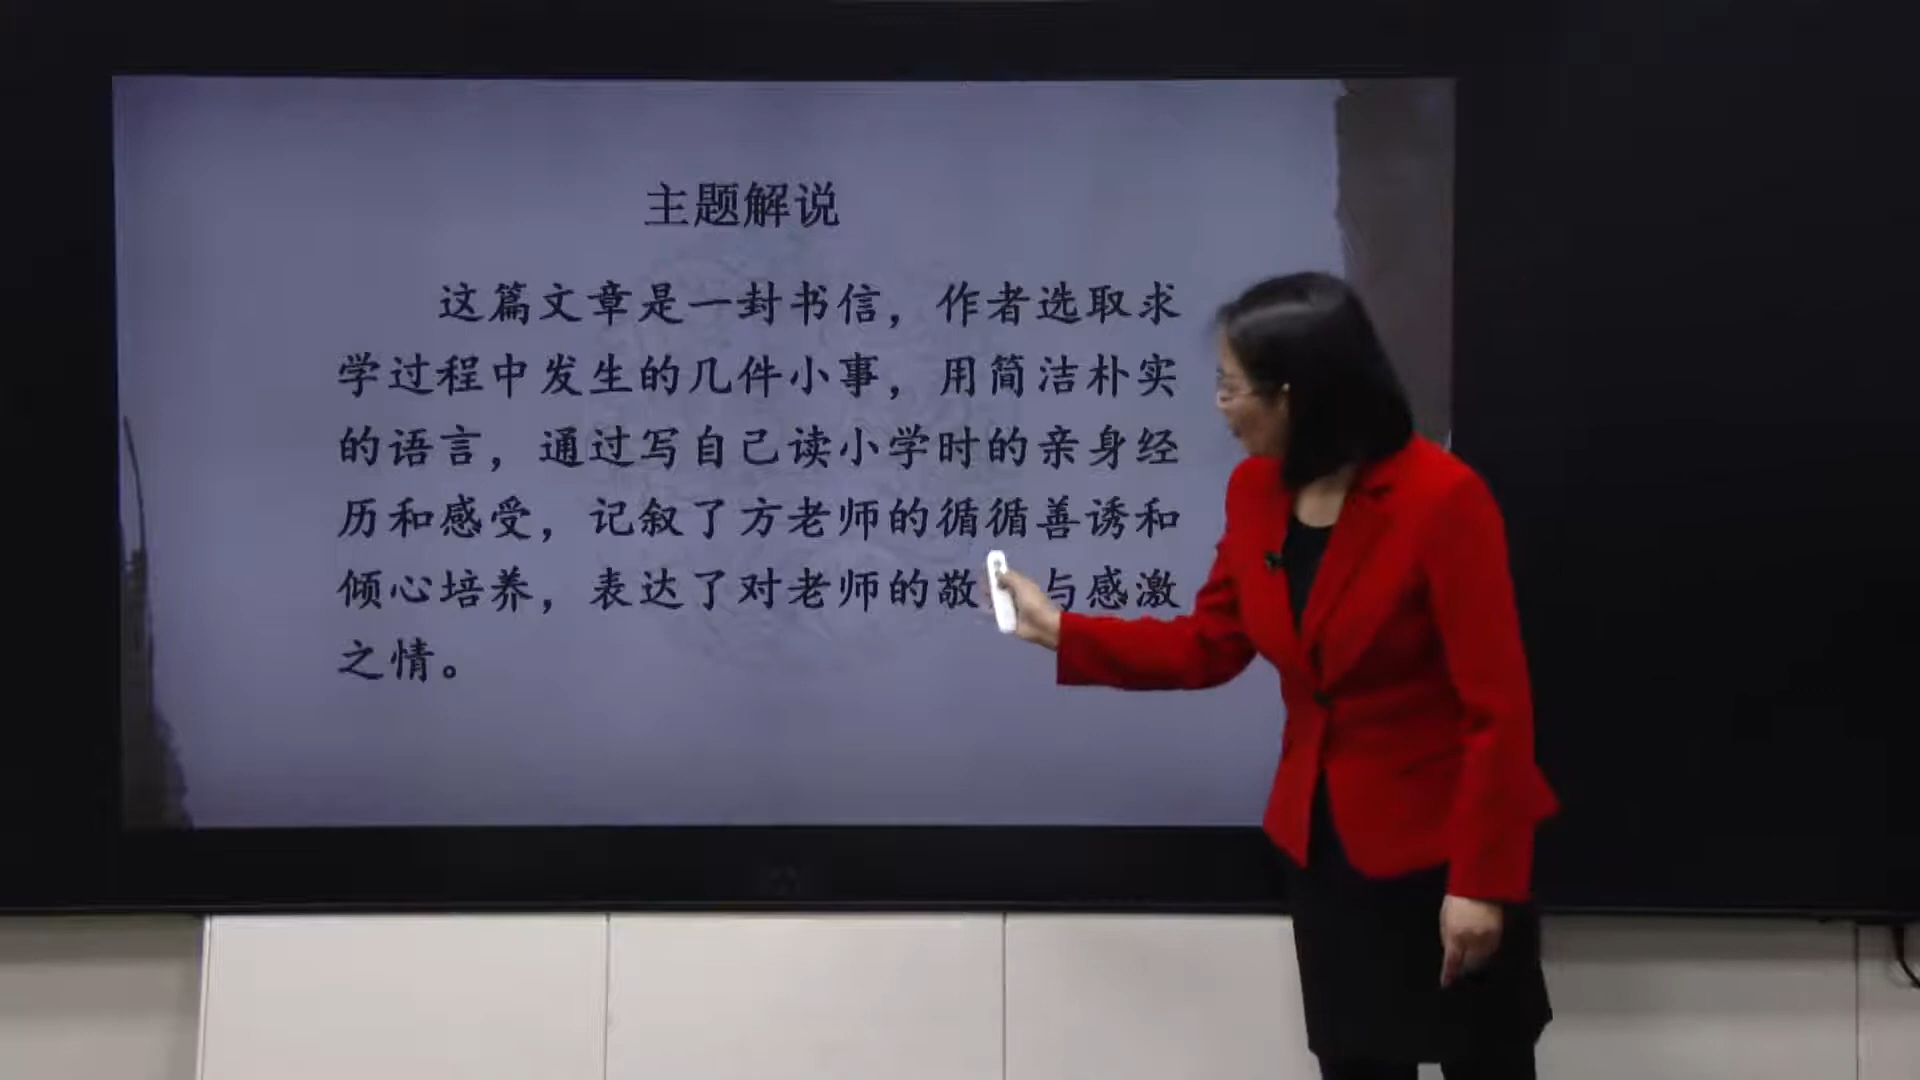 主题解说
这篇文章是一封书信，作者选取求
学过程中发生的几件小事，用简洁朴实
的语言，通过写自己读小学时的亲身经
历和感受，记叙了方老师的循循善诱和
倾心培养，表达了对老师的敬 与感激
之情。